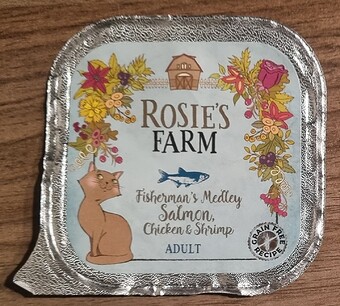 ROSIE'S
FARM
Fisherman's Medley
Salmon,
Chicken & Shrimp
ADULT
GRAIN FREE
RECIPE